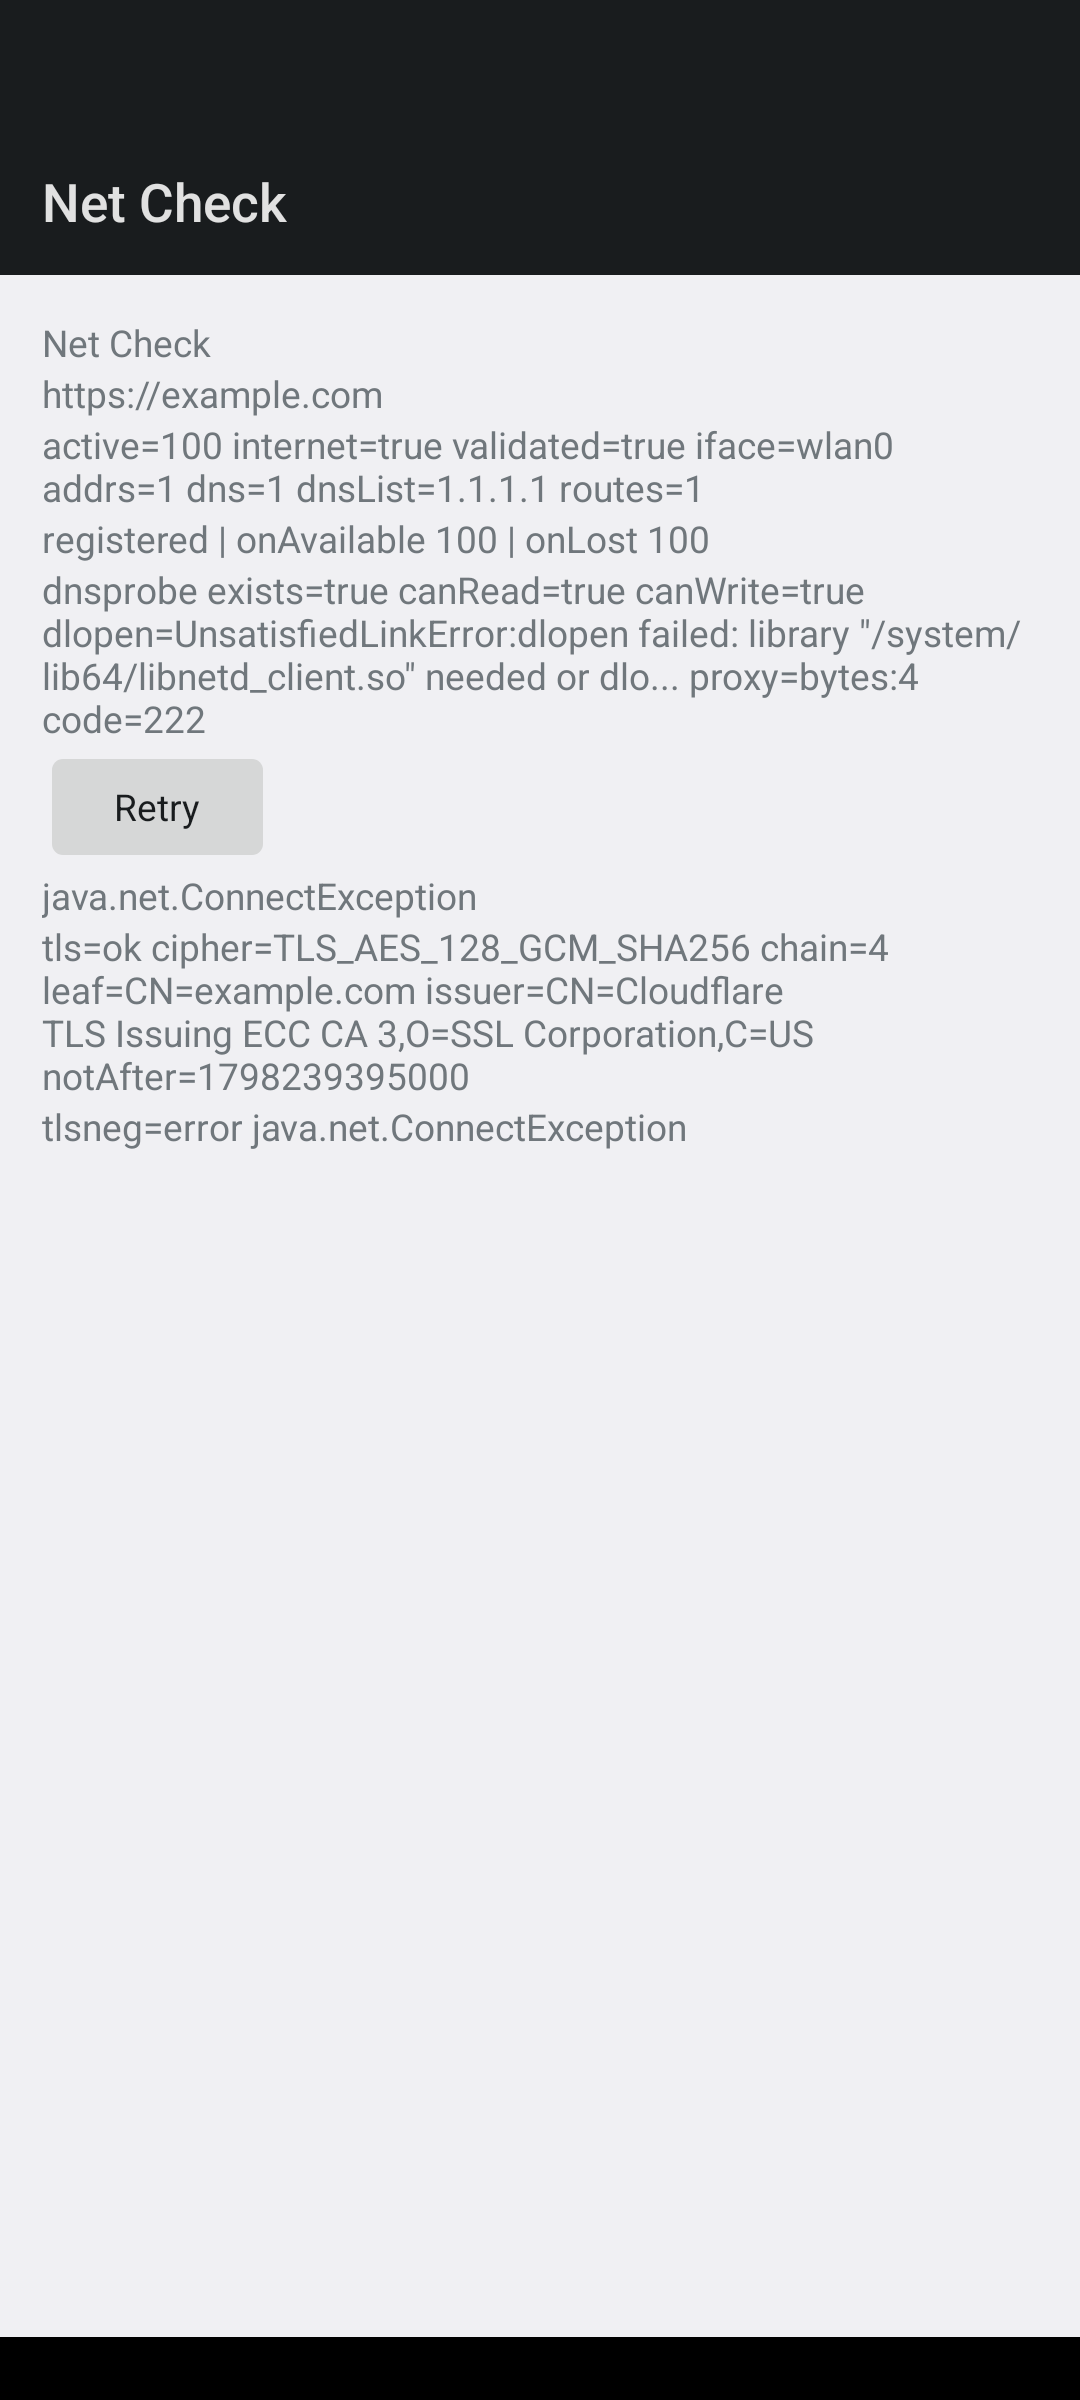 Net Check
Net Check
https://example.com
active=100 internet=true validated=true iface=wlan0
addrs=1 dns=1 dnsList=1.1.1.1 routes=1
registered | onAvailable 100 | onLost 100
dnsprobe exists=true canRead=true canWrite=true
dlopen=UnsatisfiedLinkError:dlopen failed: library "/system/
lib64/libnetd_client.so" needed or dlo... proxy=bytes:4
code=222
Retry
java.net.ConnectException
tls=ok cipher=TLS_AES_128_GCM_SHA256 chain=4
leaf=CN=example.com issuer=CN=Cloudflare
TLS Issuing ECC CA 3,O=SSL Corporation,C=US
notAfter=1798239395000
tlsneg=error java.net.ConnectException